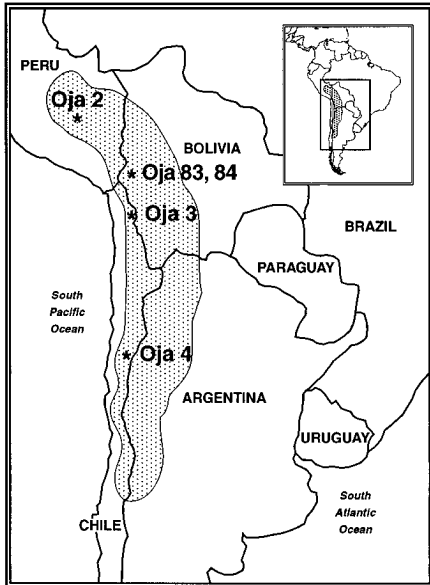 PERU
Oja 2
*
BOLIVIA
* Oja 83, 84
* Oja 3
BRAZIL
PARAGUAY
South
Pacific
Ocean
* Oja 4
ARGENTINA
URUGUAY
South
Atlantic
Ocean
CHILE